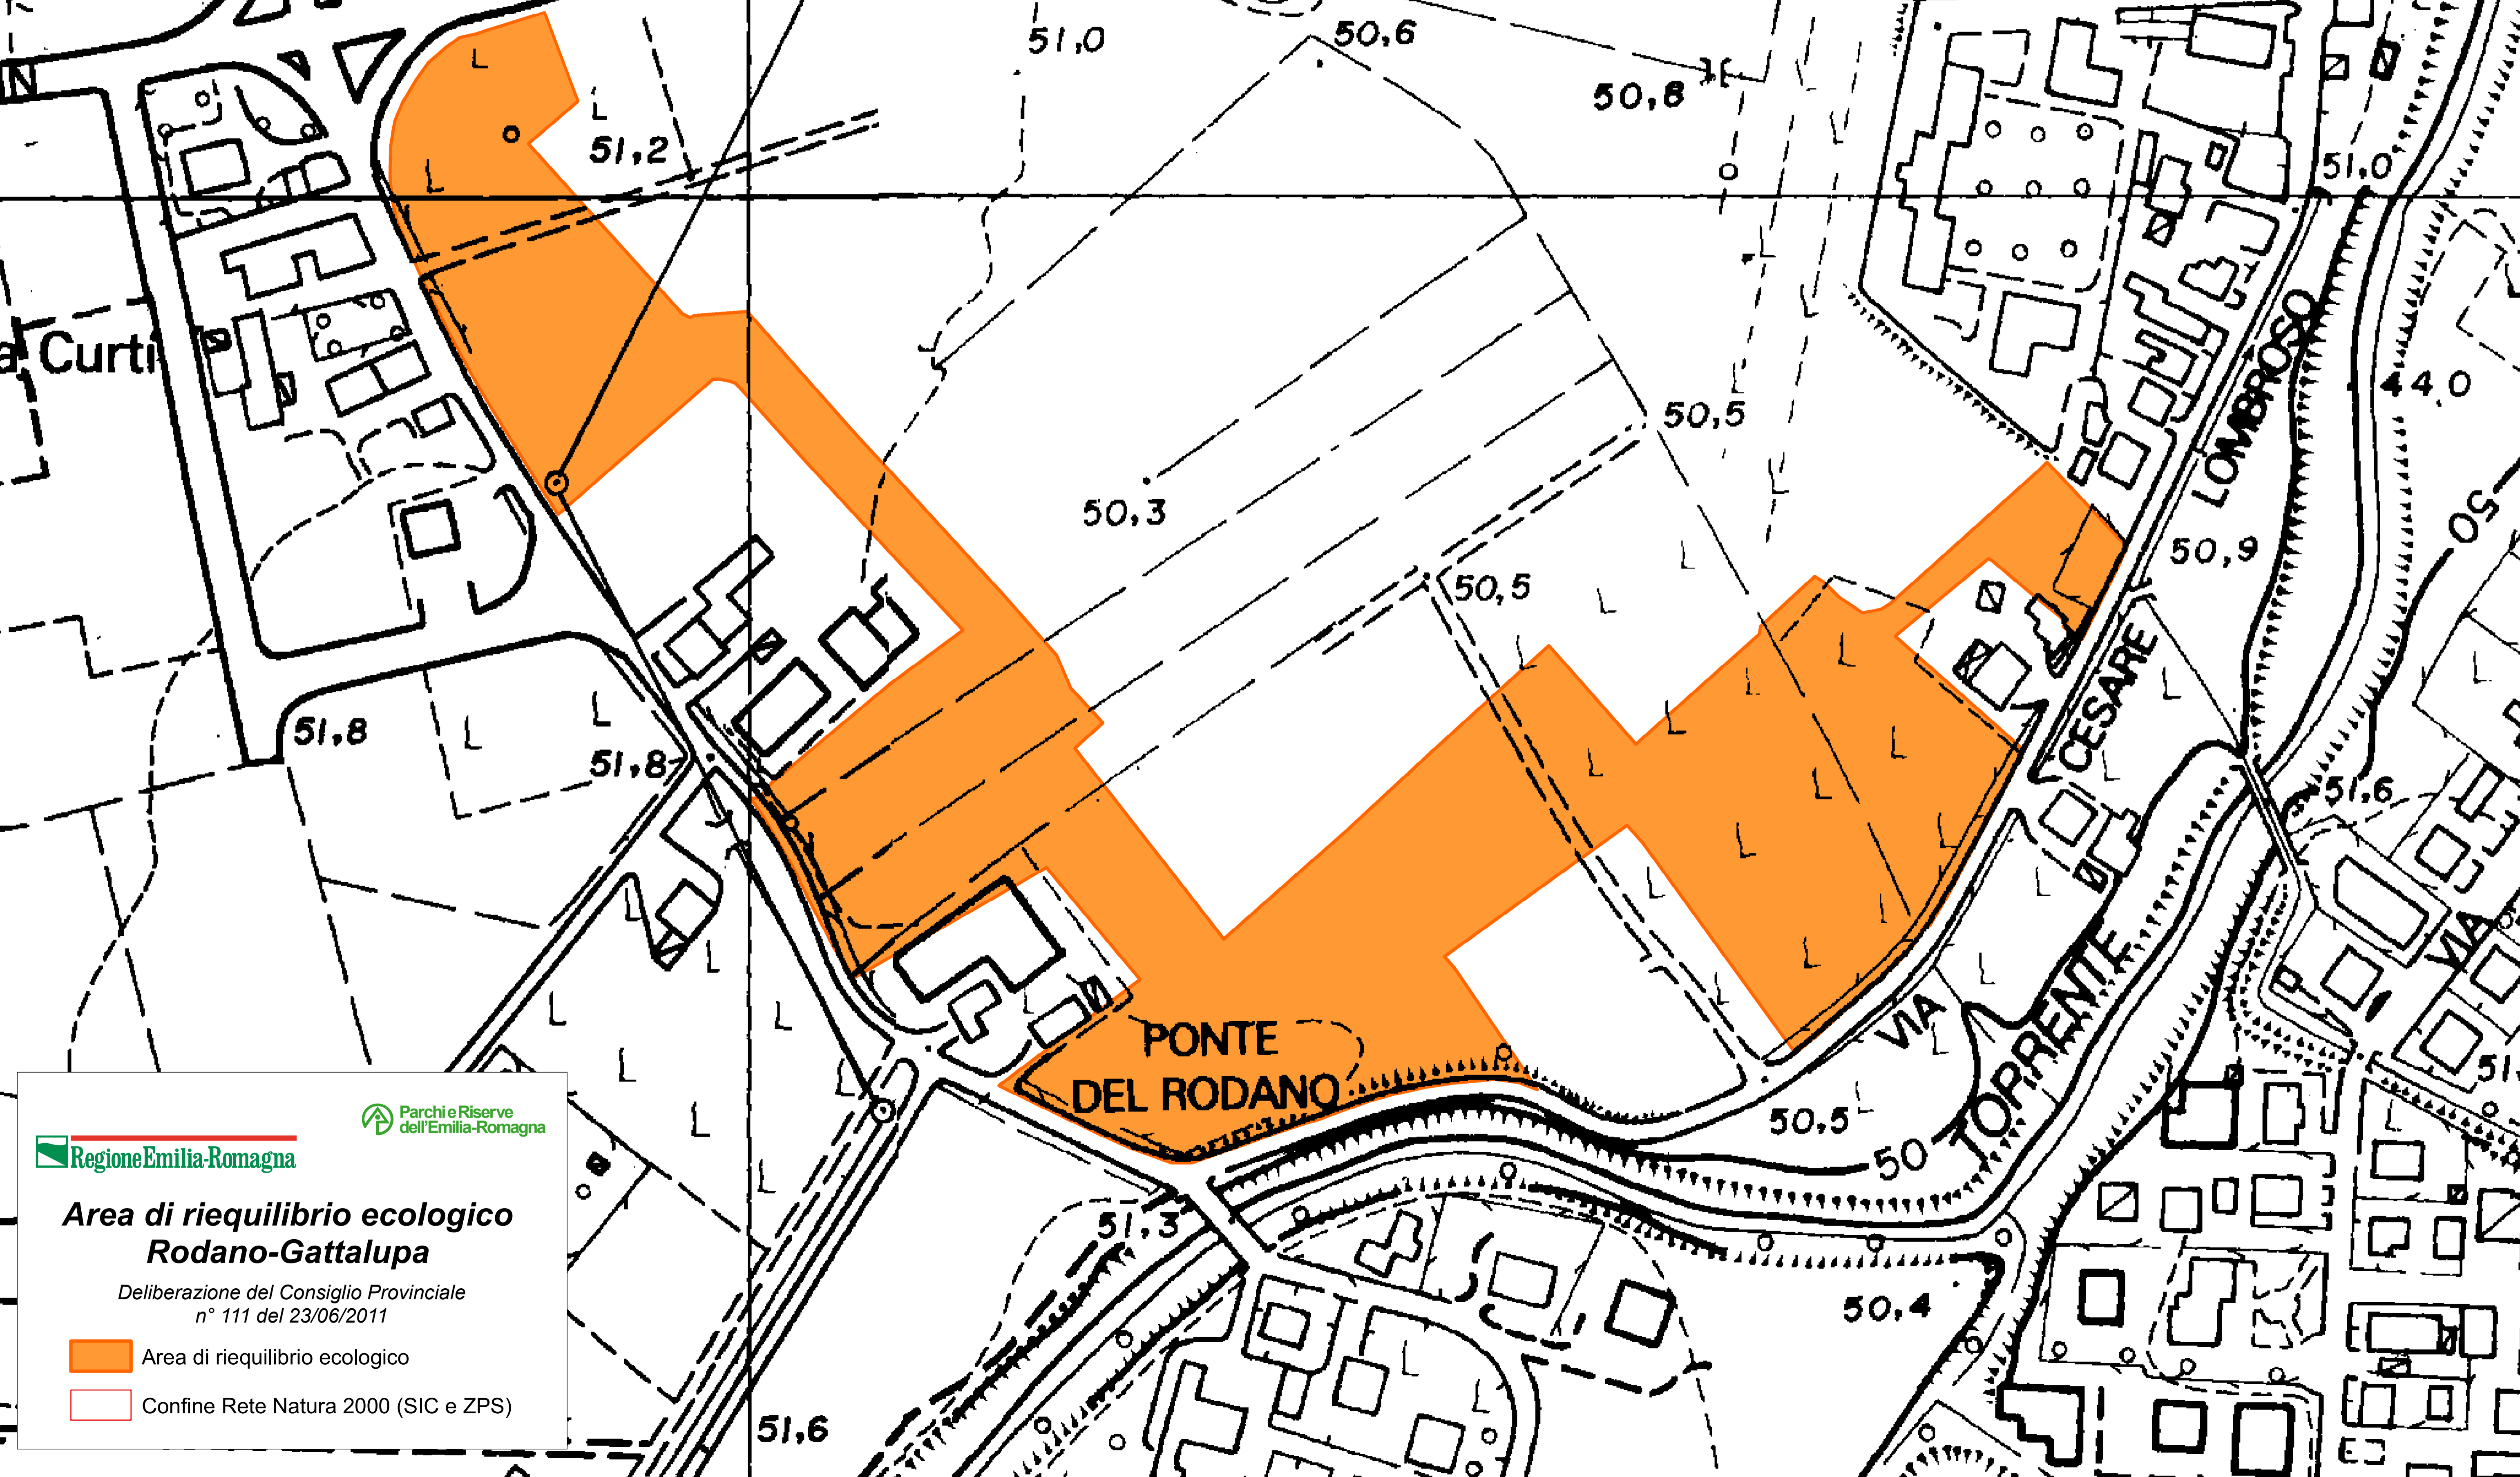 N
51,0
50,6
50,8
51,2
51,0
a Curti
LOMBROSO
44,0
50,5
50,3
50
50,9
50,5
CESARE
51,8
51,8
51,6
VIA
TORRENTE
VIA
PONTE
DEL RODANO
50,5
50
51,3
50,4
51,6
51,
Parchi e Riserve
dell'Emilia-Romagna
RegioneEmilia-Romagna
Area di riequilibrio ecologico
Rodano-Gattalupa
Deliberazione del Consiglio Provinciale
n° 111 del 23/06/2011
Area di riequilibrio ecologico
Confine Rete Natura 2000 (SIC e ZPS)